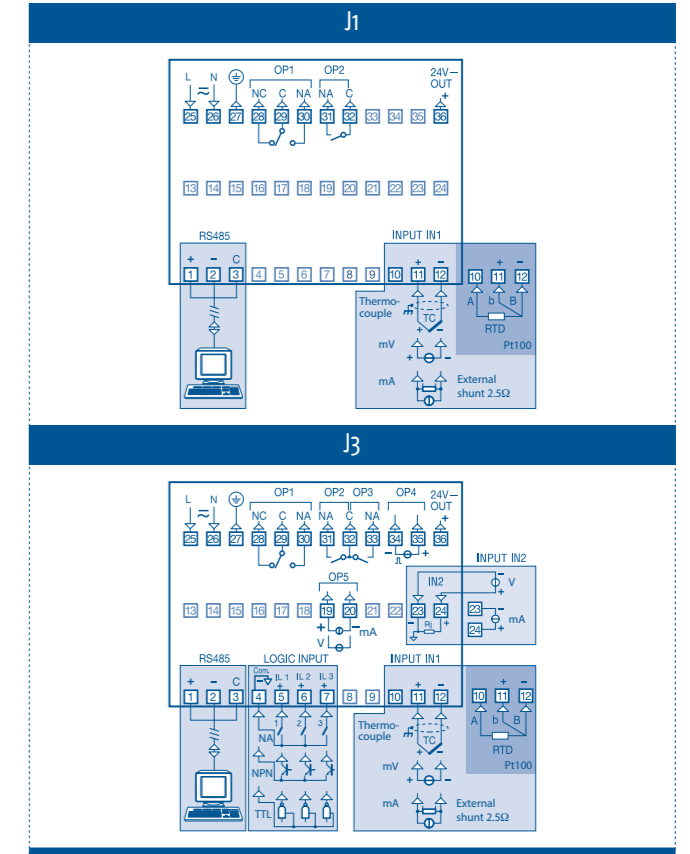 J1
OP1 OP2 24V⎓
L N NC C NA NA C OUT
≂ +
25 26 27 28 29 30 31 32 33 34 35 36
13 14 15 16 17 18 19 20 21 22 23 24
RS485 INPUT IN1
+ − C + −
1 2 3 4 5 6 7 8 9 10 11 12
+ −
10 11 12
A b B
RTD
Pt100
Thermo-
couple
TC
+ −
mV
+ −
mA External
shunt 2.5Ω
J3
OP1 OP2 OP3 OP4 24V⎓
L N NC C NA NA C NA OUT
≂ +
25 26 27 28 29 30 31 32 33 34 35 36
− +
INPUT IN2
OP5 IN2 − V
+
13 14 15 16 17 18 19 20 21 22 23 24
− Rj +
23 −
24 + mA
+ − mA
V
RS485 LOGIC INPUT INPUT IN1
Com. IL 1 IL 2 IL 3
+ − C − + + + + −
1 2 3 4 5 6 7 8 9 10 11 12
+ −
10 11 12
A b B
RTD
Pt100
1 2 3
NA
NPN
TTL
Thermo-
couple
TC
+ −
mV
+ −
mA External
shunt 2.5Ω